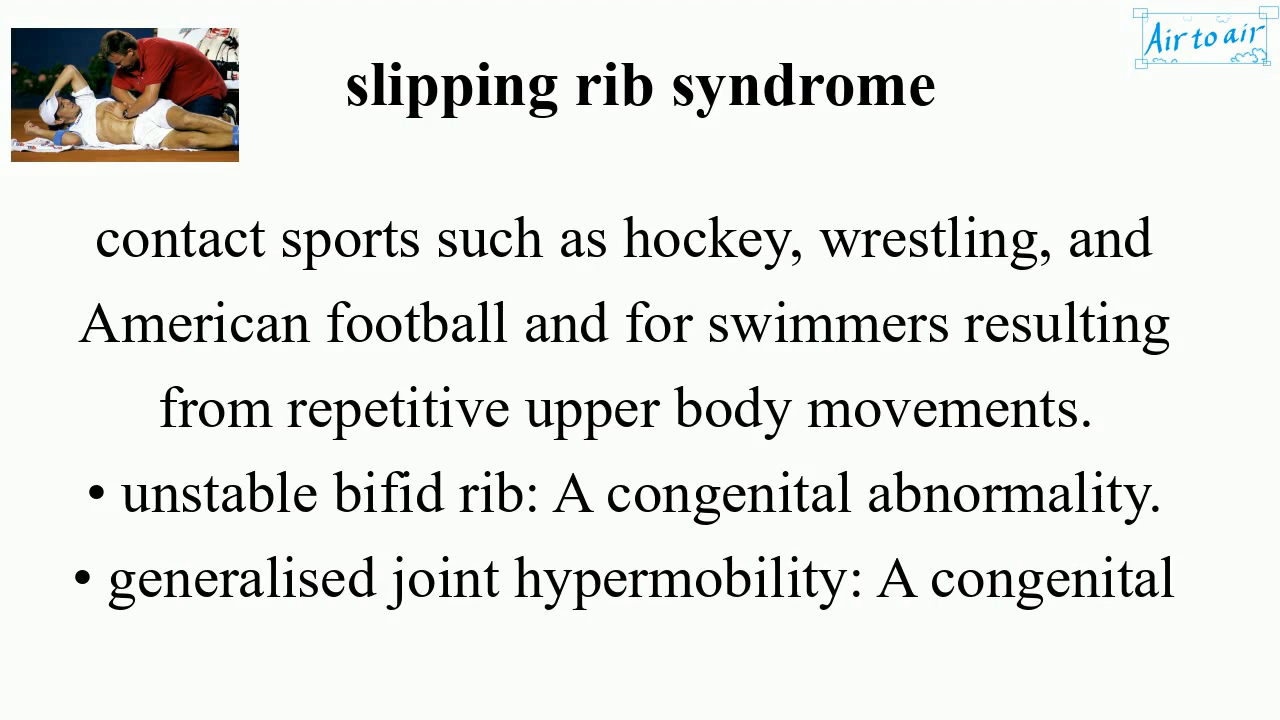 Air to air
slipping rib syndrome
contact sports such as hockey, wrestling, and
American football and for swimmers resulting
from repetitive upper body movements.
• unstable bifid rib: A congenital abnormality.
• generalised joint hypermobility: A congenital